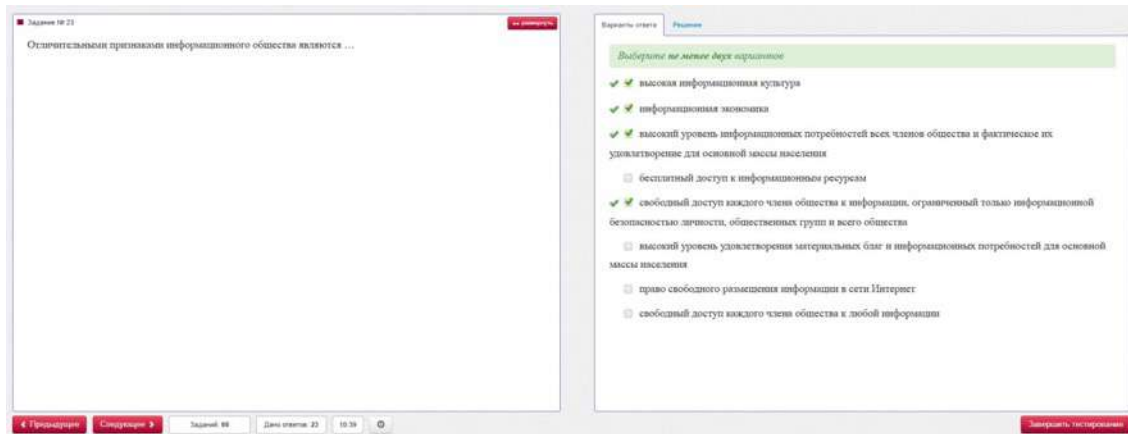 Задание № 23
развернуть
Отличительными признаками информационного общества являются …
Варианты ответа
Решение
Выберите не менее двух вариантов
высокая информационная культура
информационная экономика
высокий уровень информационных потребностей всех членов общества и фактическое их
удовлетворение для основной массы населения
бесплатный доступ к информационным ресурсам
свободный доступ каждого члена общества к информации, ограниченный только информационной
безопасностью личности, общественных групп и всего общества
высокий уровень удовлетворения материальных благ и информационных потребностей для основной
массы населения
право свободного размещения информации в сети Интернет
свободный доступ каждого члена общества к любой информации
Предыдущее
Следующее
Заданий:
Дано ответов: 23
Завершить тестирование